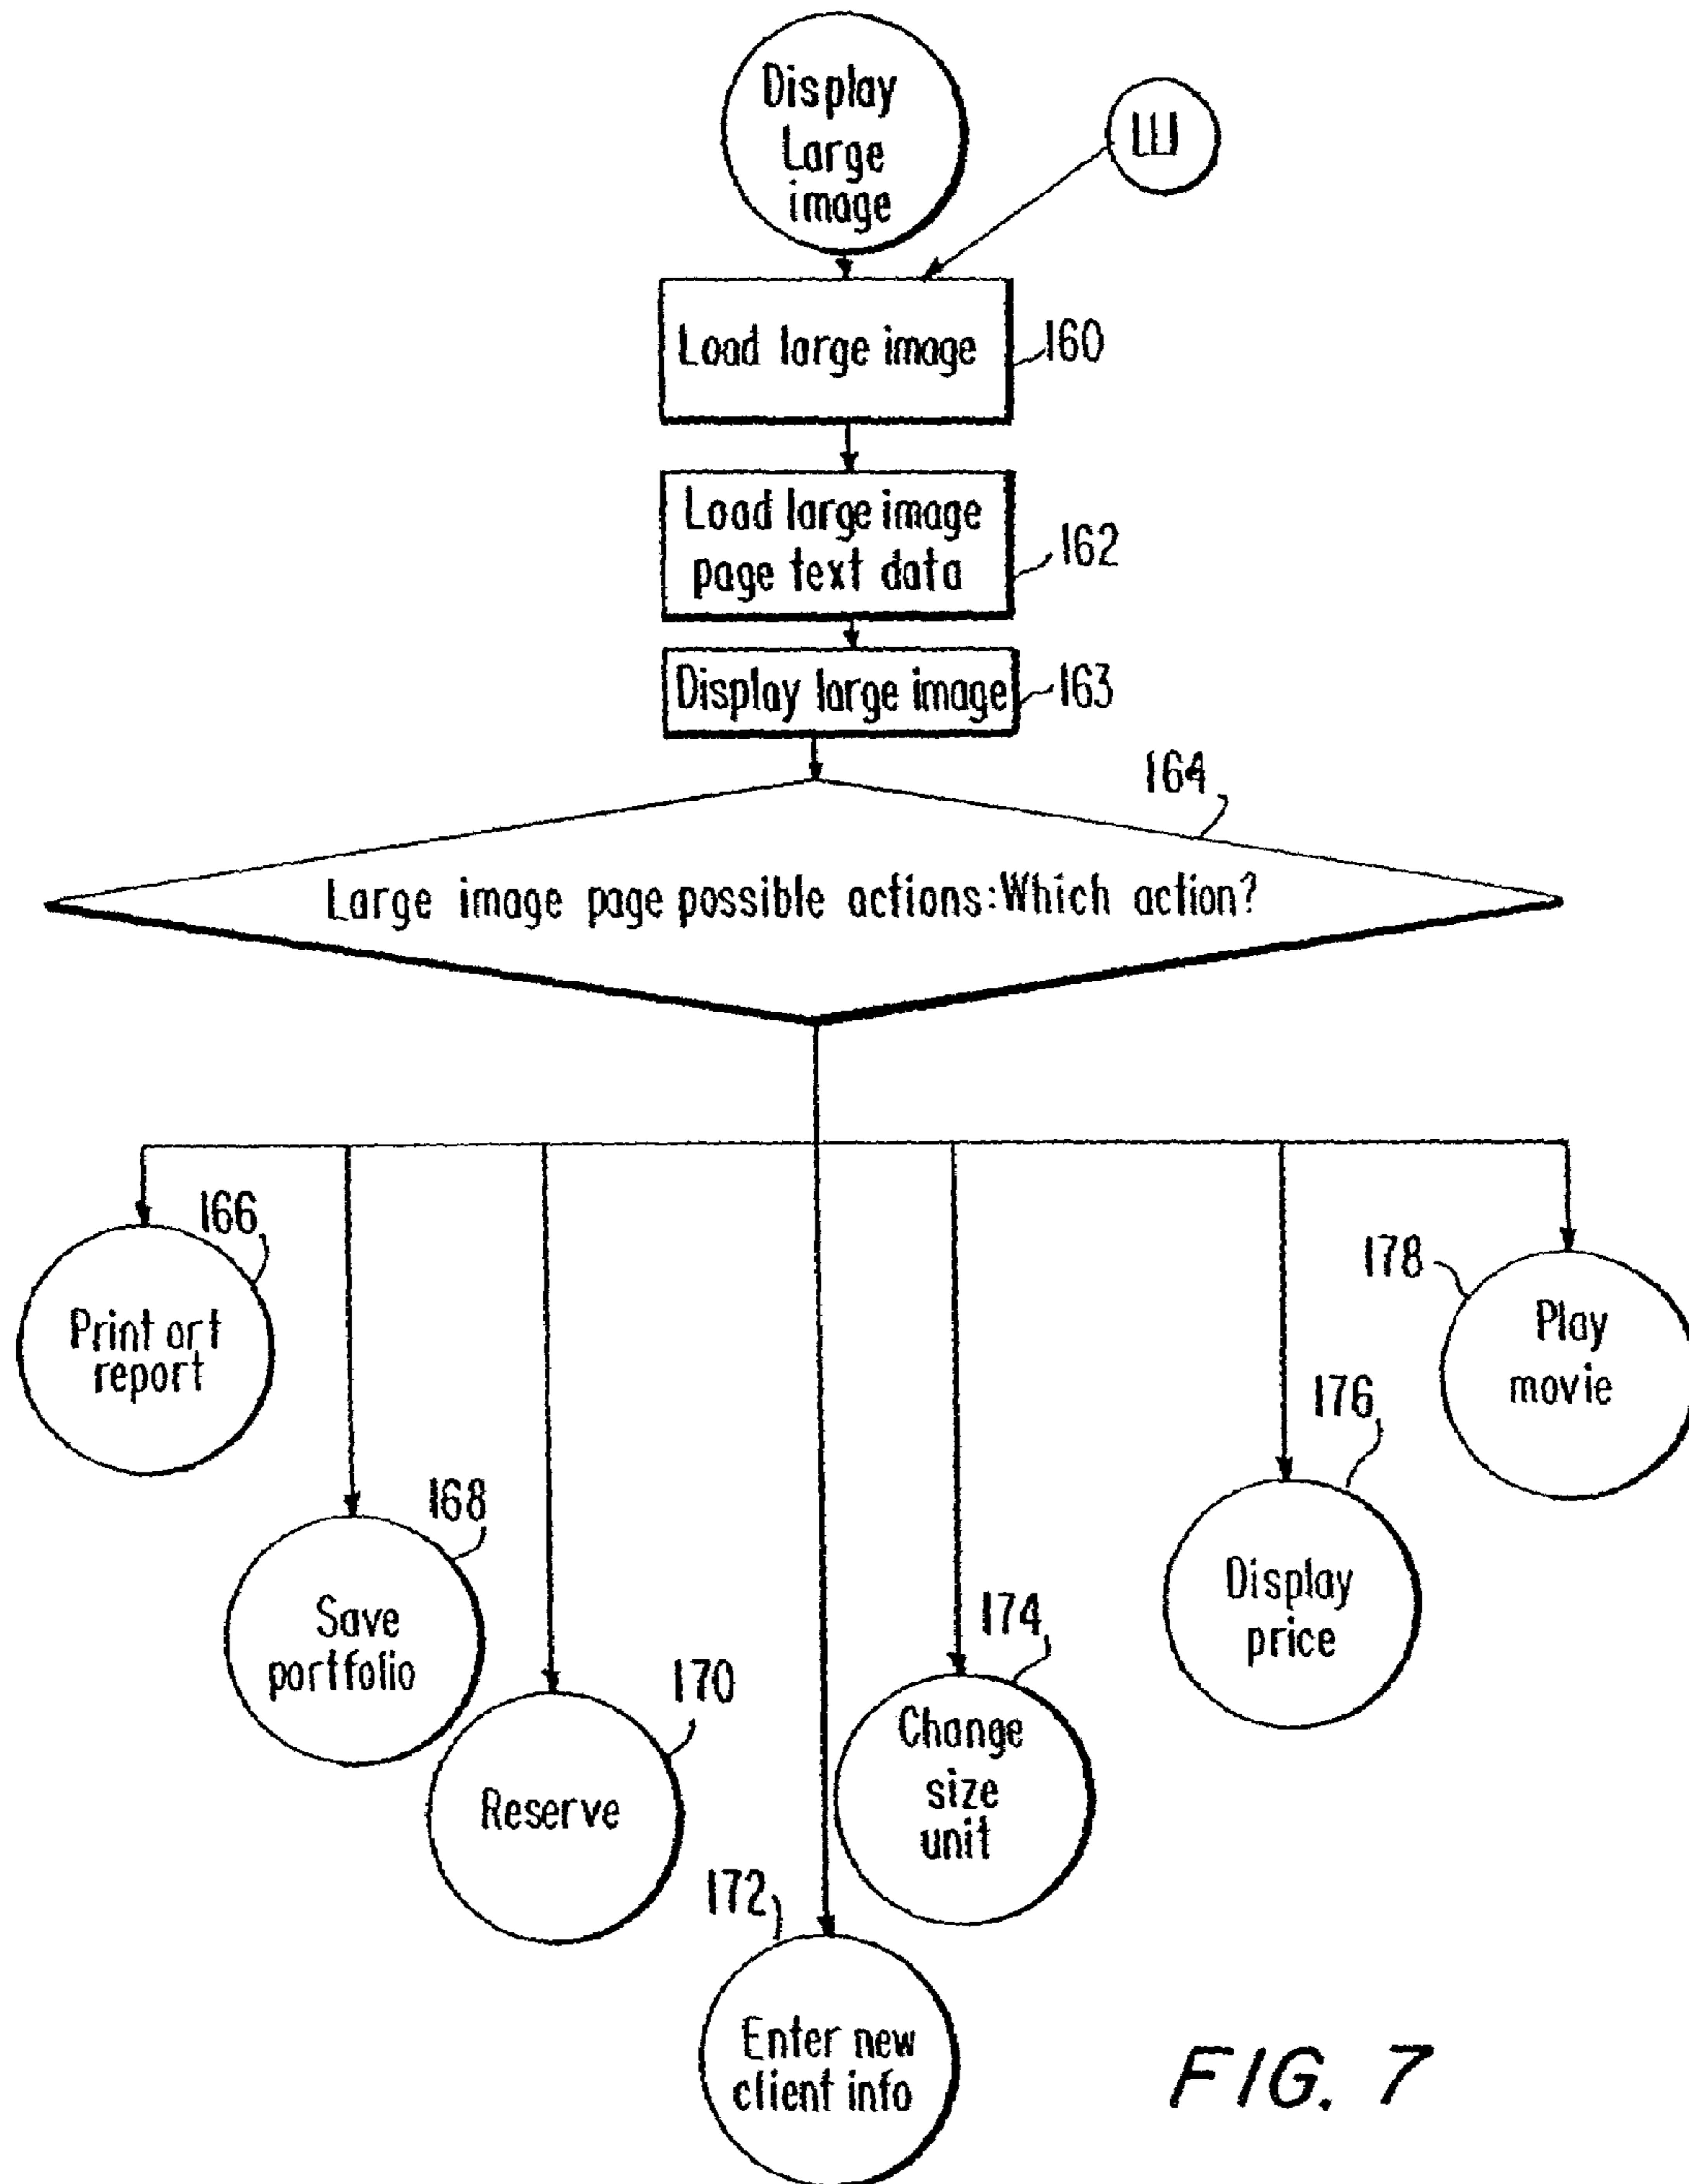 Display
Large
image
LLI
Load large image
160
Load large image
page text data
162
Display large image
163
164
Large image page possible actions:Which action?
166
Print art
report
178
Play
movie
168
Save
portfolio
176
Display
price
170
Reserve
174
Change
size
unit
172
Enter new
client info
FIG. 7